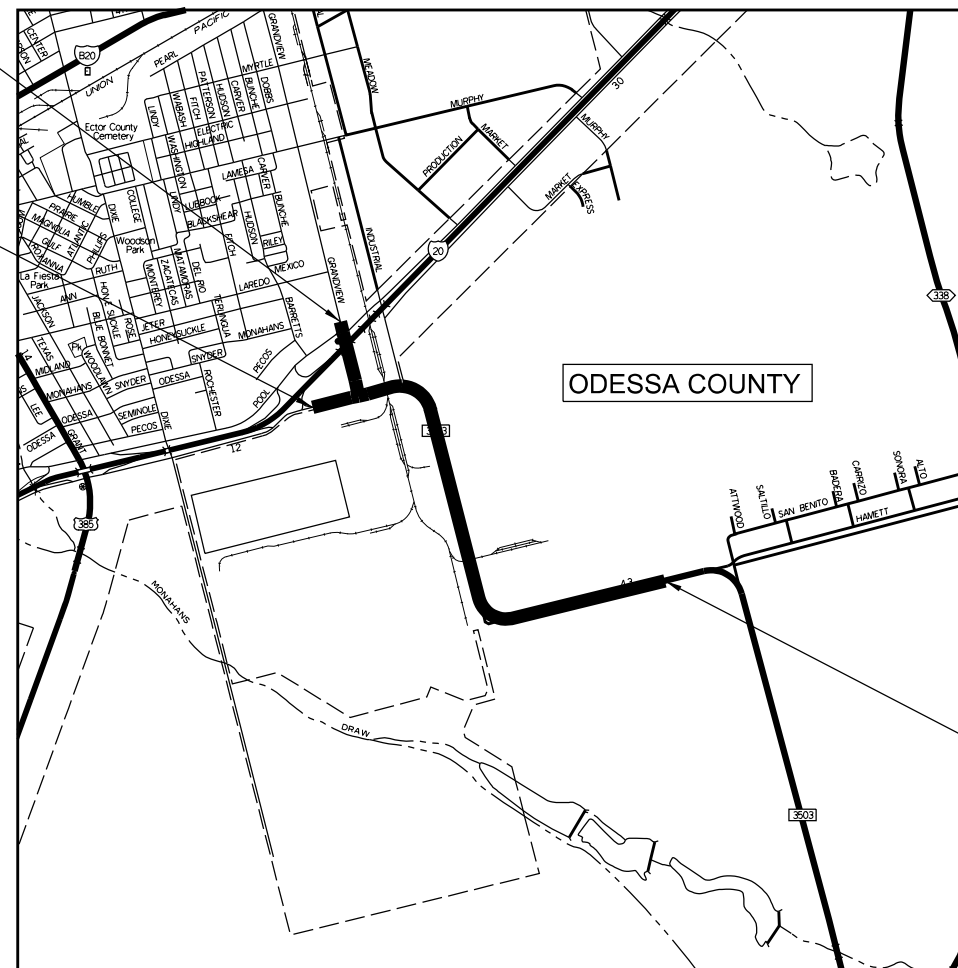 CENTER
PACIFIC
GRANDVIEW
B20
PEARL
UNION
MYRTLE
DOBBS
BUNCHE
CARVER
HUDSON
PATTERSON
FITCH
WABASH
LINDY
MEADOW
30
MURPHY
MURPHY
Ector County
Cemetery
ELECTRIC
HIGHLAND
WASHINGTON
PRODUCTION
MARKET
MARKET
EXPRESS
LAMESA
CARVER
BUNCHE
LINDY
LUBBOCK
BLACKSHEAR
HUDSON
FITCH
RILEY
HUMBLE
PRAIRIE
MAGNOLIA
GULF
ROXANNA
ATLANTIC
PHILLIPS
DIXIE
COLLEGE
Woodson
Park
INDUSTRIAL
20
GRANDVIEW
MEXICO
La Fiesta
Park
RUTH
ANN
MONTEREY
ZACATECAS
MATAMORAS
DEL RIO
LAREDO
TERLINGUA
BARRETTS
338
JACKSON
BLUE BONNET
ROSE
JETER
HONEYSUCKLE
MONAHANS
TEXAS
MIDLAND
Pk
WOODLAWN
SNYDER
PECOS
MONAHANS
SNYDER
ODESSA
ROCHESTER
POOL
ODESSA COUNTY
LEE
ODESSA
SEMINOLE
PECOS
DIXIE
ODESSA
GRANT
T2
385
ATTWOOD
SALTILLO
SAN BENITO
BADERA
CARRIZO
SONORA
ALTO
HAMETT
MONAHANS
DRAW
3503